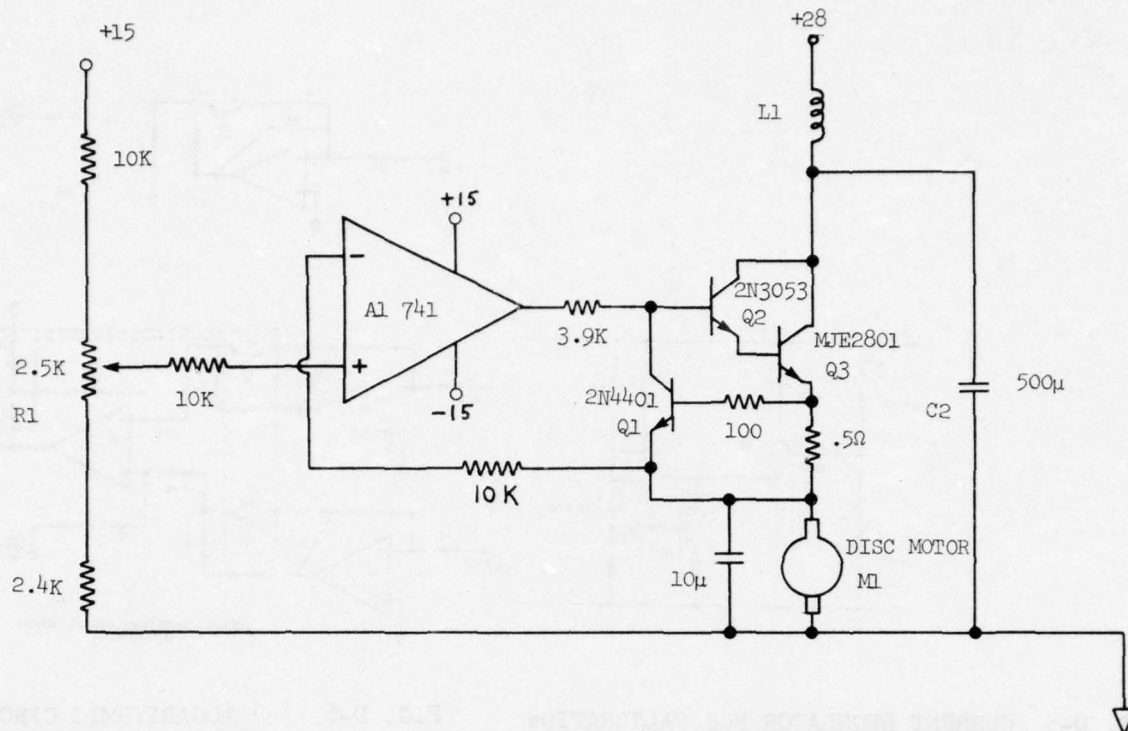 +15
+28
L1
10K
+15
A1 741
-15
2N3053
Q2
3.9K
MJE2801
Q3
2.5K
R1
10K
2N4401
Q1
100
.5Ω
500µ
C2
10K
10µ
DISC MOTOR
M1
2.4K